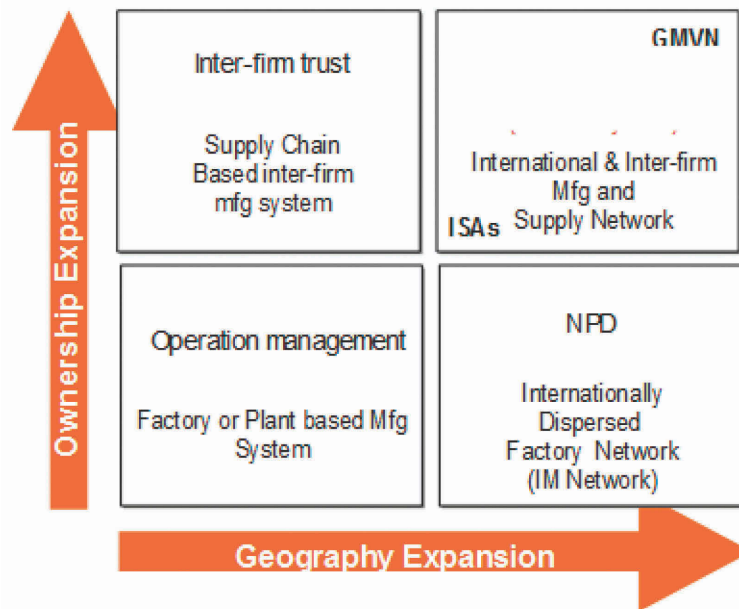 Ownership Expansion
Inter-firm trust
Supply Chain
Based inter-firm
mfg system
GMVN
International & Inter-firm
Mfg and
Supply Network
ISAs
Operation management
Factory or Plant based Mfg
System
NPD
Internationally
Dispersed
Factory Network
(IM Network)
Geography Expansion